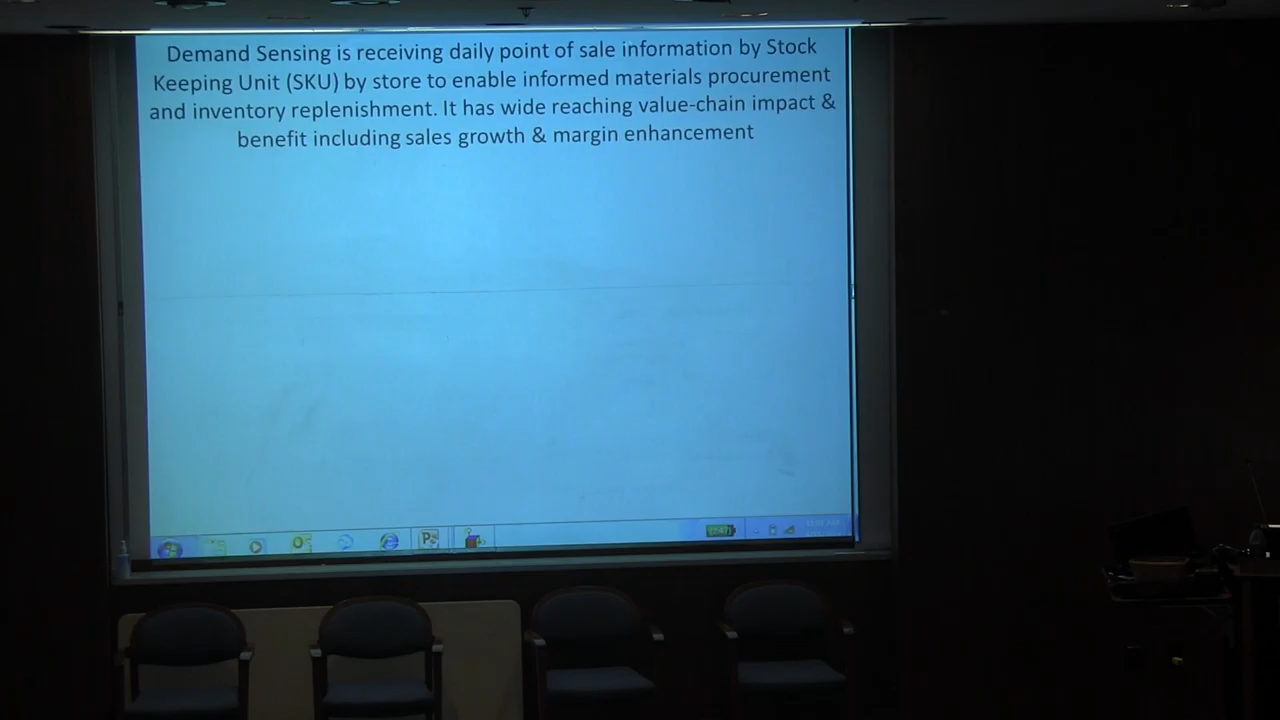 Demand Sensing is receiving daily point of sale information by Stock
Keeping Unit (SKU) by store to enable informed materials procurement
and inventory replenishment. It has wide reaching value-chain impact &
benefit including sales growth & margin enhancement